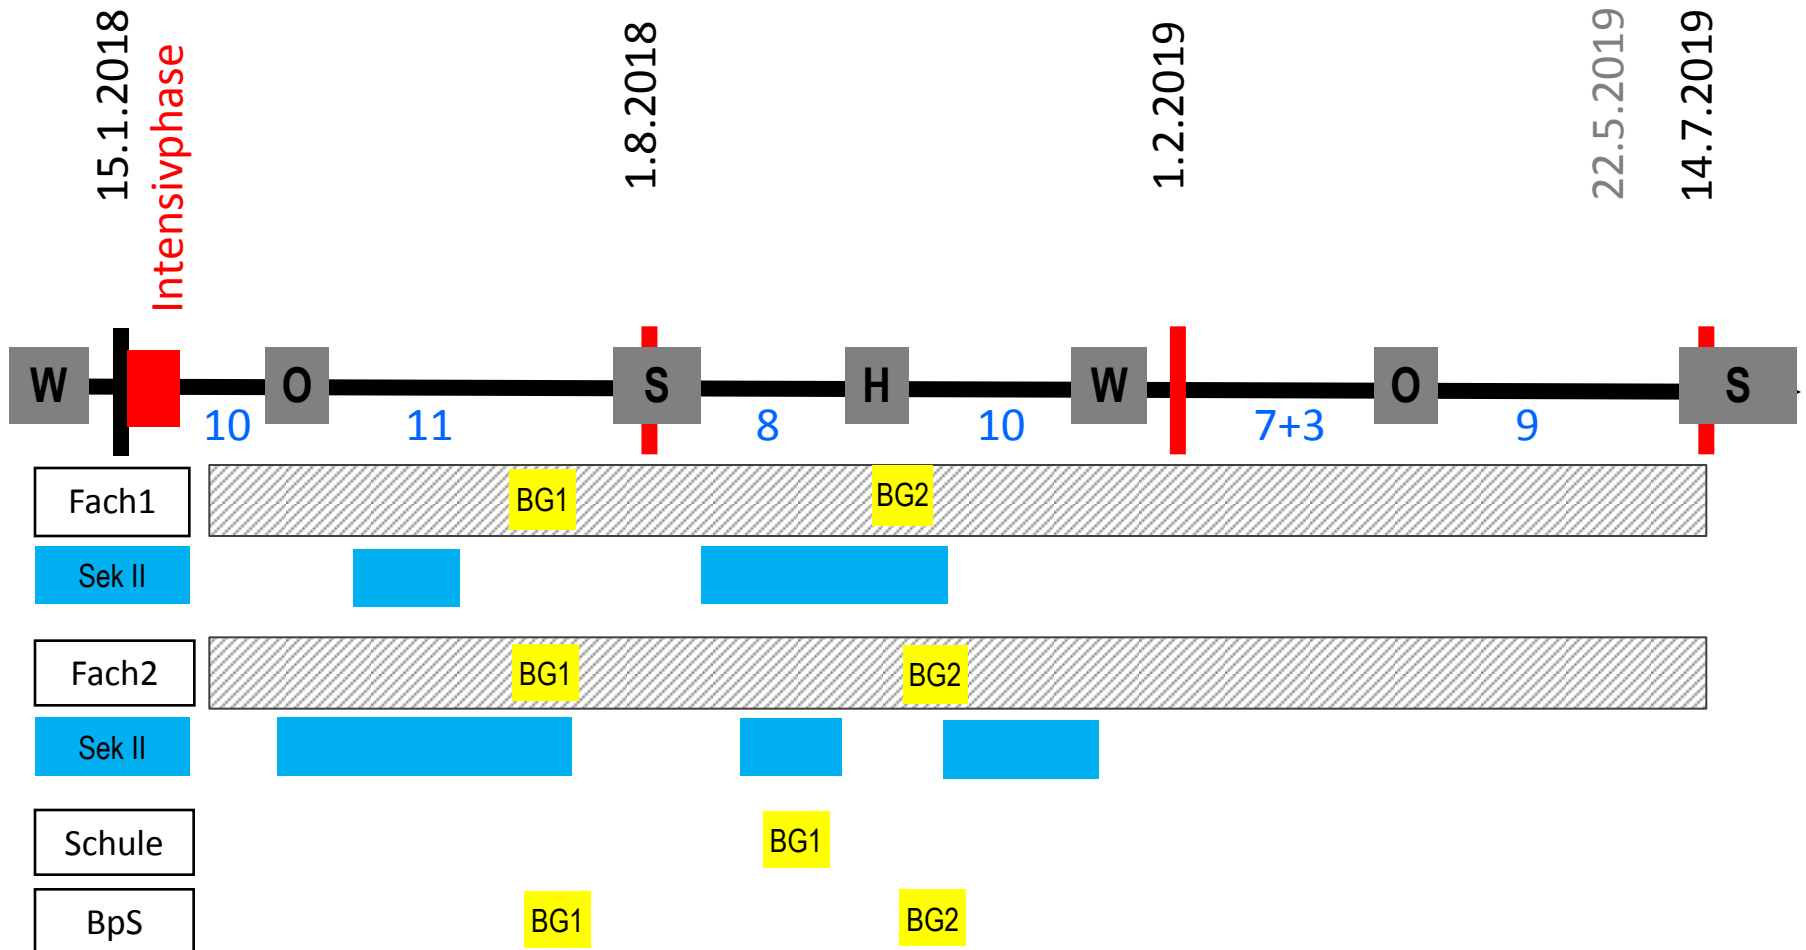 15.1.2018
Intensivphase
1.8.2018
1.2.2019
22.5.2019
14.7.2019
W O S H W O S
10 11 8 10 7+3 9
Fach1 BG1 BG2
Sek II
Fach2 BG1 BG2
Sek II
Schule BG1
BpS BG1 BG2